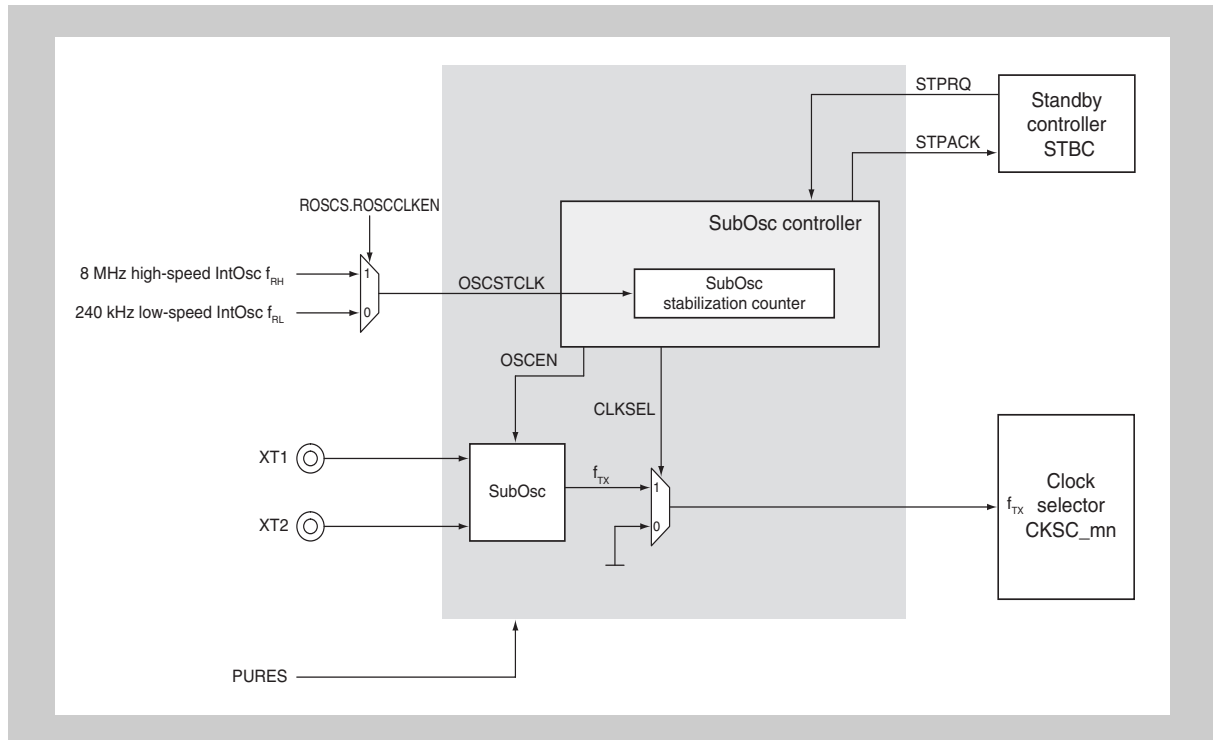 STPRQ
Standby
controller
STBC
STPACK
ROSCS.ROSCCLKEN
SubOsc controller
8 MHz high-speed IntOsc fRH
1
OSCSTCLK
SubOsc
stabilization counter
240 kHz low-speed IntOsc fRL
0
OSCEN
CLKSEL
XT1
SubOsc
fTX
1
fTX
Clock
selector
CKSC_mn
XT2
0
PURES